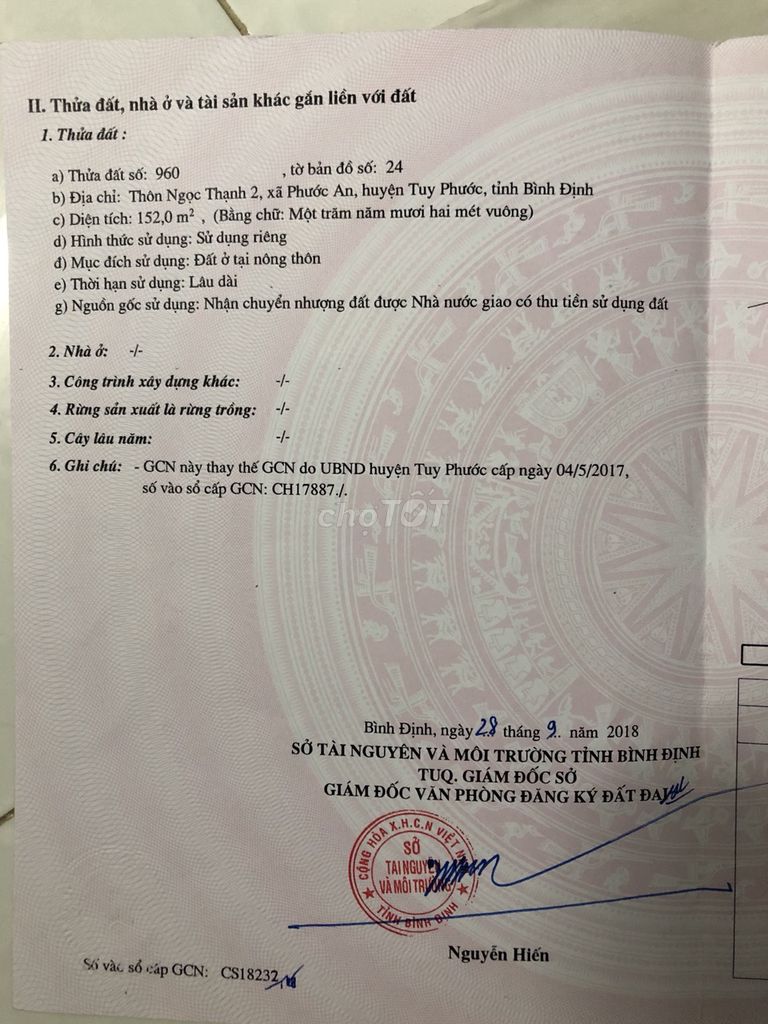 II. Thửa đất, nhà ở và tài sản khác gắn liền với đất
1. Thửa đất :
a) Thửa đất số: 960 , tờ bản đồ số: 24
b) Địa chỉ: Thôn Ngọc Thạnh 2, xã Phước An, huyện Tuy Phước, tỉnh Bình Định
c) Diện tích: 152,0 m² , (Bằng chữ: Một trăm năm mươi hai mét vuông)
d) Hình thức sử dụng: Sử dụng riêng
đ) Mục đích sử dụng: Đất ở tại nông thôn
e) Thời hạn sử dụng: Lâu dài
g) Nguồn gốc sử dụng: Nhận chuyển nhượng đất được Nhà nước giao có thu tiền sử dụng đất
2. Nhà ở: -/-
3. Công trình xây dựng khác: -/-
4. Rừng sản xuất là rừng trồng: -/-
5. Cây lâu năm: -/-
6. Ghi chú: - GCN này thay thế GCN do UBND huyện Tuy Phước cấp ngày 04/5/2017,
số vào sổ cấp GCN: CH17887./.
chợTỐT
Bình Định, ngày 28 tháng 9. năm 2018
SỞ TÀI NGUYÊN VÀ MÔI TRƯỜNG TỈNH BÌNH ĐỊNH
TUQ. GIÁM ĐỐC SỞ
GIÁM ĐỐC VĂN PHÒNG ĐĂNG KÝ ĐẤT ĐAI
CỘNG HÒA X.H.C.N VIỆT NAM
SỞ
TÀI NGUYÊN
VÀ MÔI TRƯỜNG
TỈNH BÌNH ĐỊNH
Nguyễn Hiến
Số vào sổ cấp GCN: CS18232